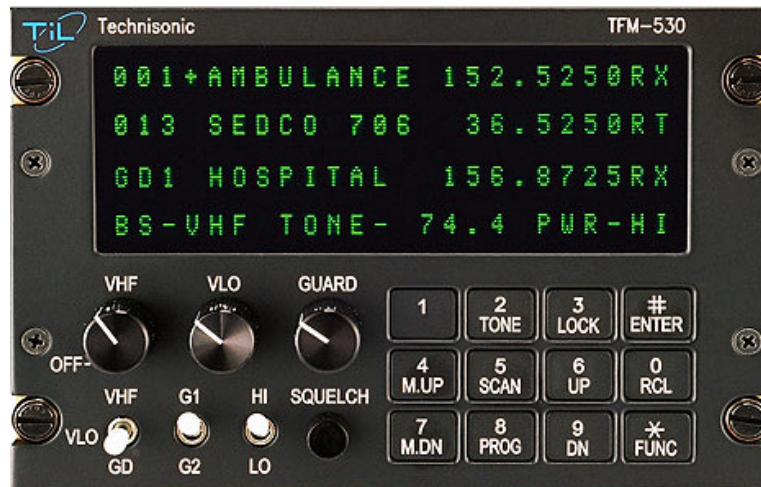 TiL Technisonic TFM-530
001+AMBULANCE 152.5250RX
013 SEDCO 706 36.5250RT
GD1 HOSPITAL 156.8725RX
BS-VHF TONE- 74.4 PWR-HI
VHF VLO GUARD
OFF-
VHF G1 HI SQUELCH
VLO
GD G2 LO
1 2 3 #
TONE LOCK ENTER
4 5 6 0
M.UP SCAN UP RCL
7 8 9 *
M.DN PROG DN FUNC